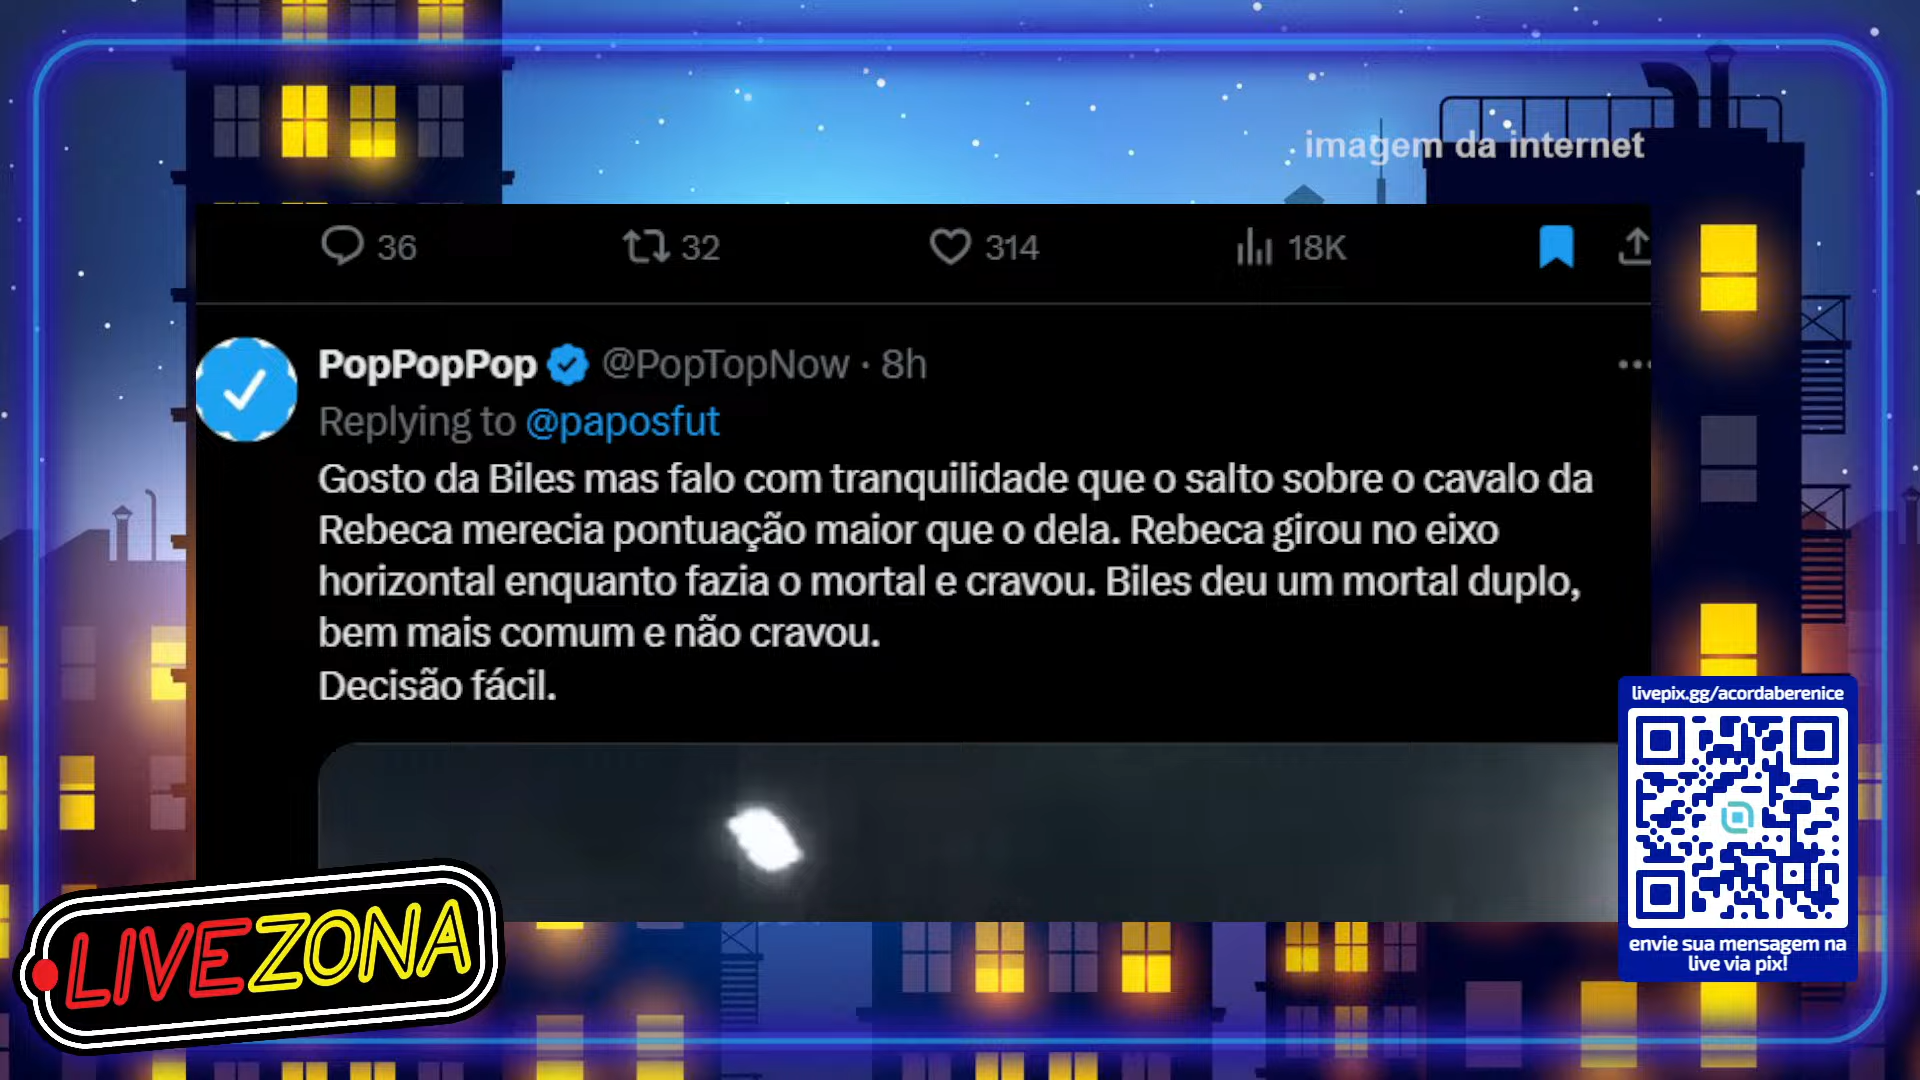 imagem da internet
36 32 314 18K
PopPopPop @PopTopNow · 8h
Replying to @paposfut
Gosto da Biles mas falo com tranquilidade que o salto sobre o cavalo da
Rebeca merecia pontuação maior que o dela. Rebeca girou no eixo
horizontal enquanto fazia o mortal e cravou. Biles deu um mortal duplo,
bem mais comum e não cravou.
Decisão fácil.
livepix.gg/acordaberenice
envie sua mensagem na
live via pix!
LIVEZONA